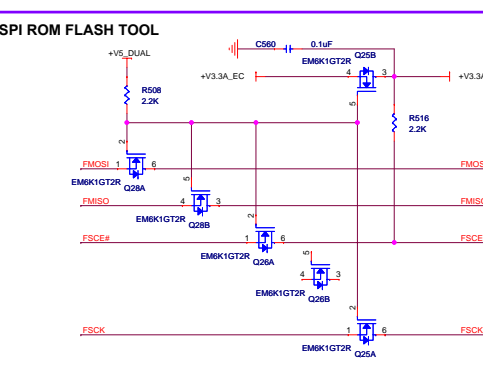 SPI ROM FLASH TOOL
+V5_DUAL
C560 0.1uF
Q25B
EM6K1GT2R
+V3.3A_EC 4 3 +V3.3A
5
R508
2.2K
R516
2.2K
2
FMOSI 1 6 FMOS
EM6K1GT2R Q28A
5
FMISO 4 3 FMISO
EM6K1GT2R Q28B
2
FSCE# 1 6 FSCE
EM6K1GT2R Q26A
5
4 3
EM6K1GT2R
Q26B
2
FSCK 1 6 FSCK
EM6K1GT2R Q25A